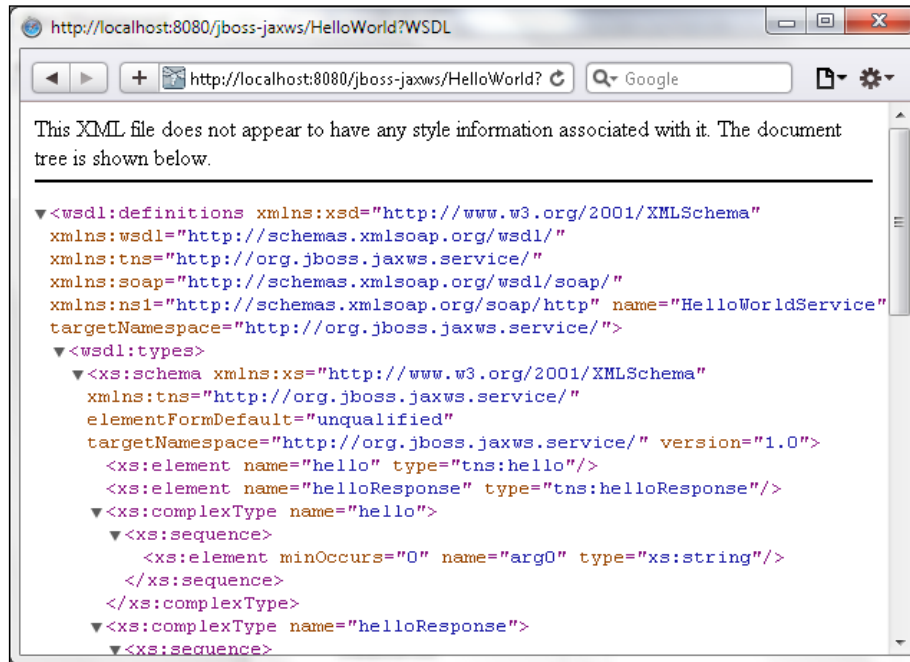 http://localhost:8080/jboss-jaxws/HelloWorld?WSDL
http://localhost:8080/jboss-jaxws/HelloWorld? Google
This XML file does not appear to have any style information associated with it. The document
tree is shown below.
▼<wsdl:definitions xmlns:xsd="http://www.w3.org/2001/XMLSchema"
xmlns:wsdl="http://schemas.xmlsoap.org/wsdl/"
xmlns:tns="http://org.jboss.jaxws.service/"
xmlns:soap="http://schemas.xmlsoap.org/wsdl/soap/"
xmlns:ns1="http://schemas.xmlsoap.org/soap/http" name="HelloWorldService"
targetNamespace="http://org.jboss.jaxws.service/">
▼<wsdl:types>
▼<xs:schema xmlns:xs="http://www.w3.org/2001/XMLSchema"
xmlns:tns="http://org.jboss.jaxws.service/"
elementFormDefault="unqualified"
targetNamespace="http://org.jboss.jaxws.service/" version="1.0">
<xs:element name="hello" type="tns:hello"/>
<xs:element name="helloResponse" type="tns:helloResponse"/>
▼<xs:complexType name="hello">
▼<xs:sequence>
<xs:element minOccurs="0" name="arg0" type="xs:string"/>
</xs:sequence>
</xs:complexType>
▼<xs:complexType name="helloResponse">
▼<xs:sequence>